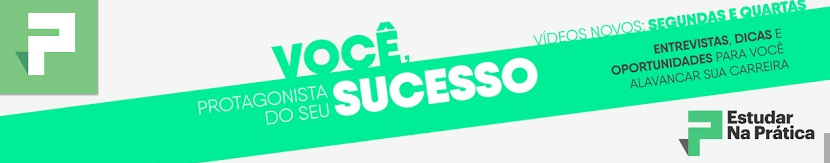 VOCÊ,
PROTAGONISTA
DO SEU SUCESSO
VÍDEOS NOVOS: SEGUNDAS E QUARTAS
ENTREVISTAS, DICAS E
OPORTUNIDADES PARA VOCÊ
ALAVANCAR SUA CARREIRA
Estudar
Na Prática